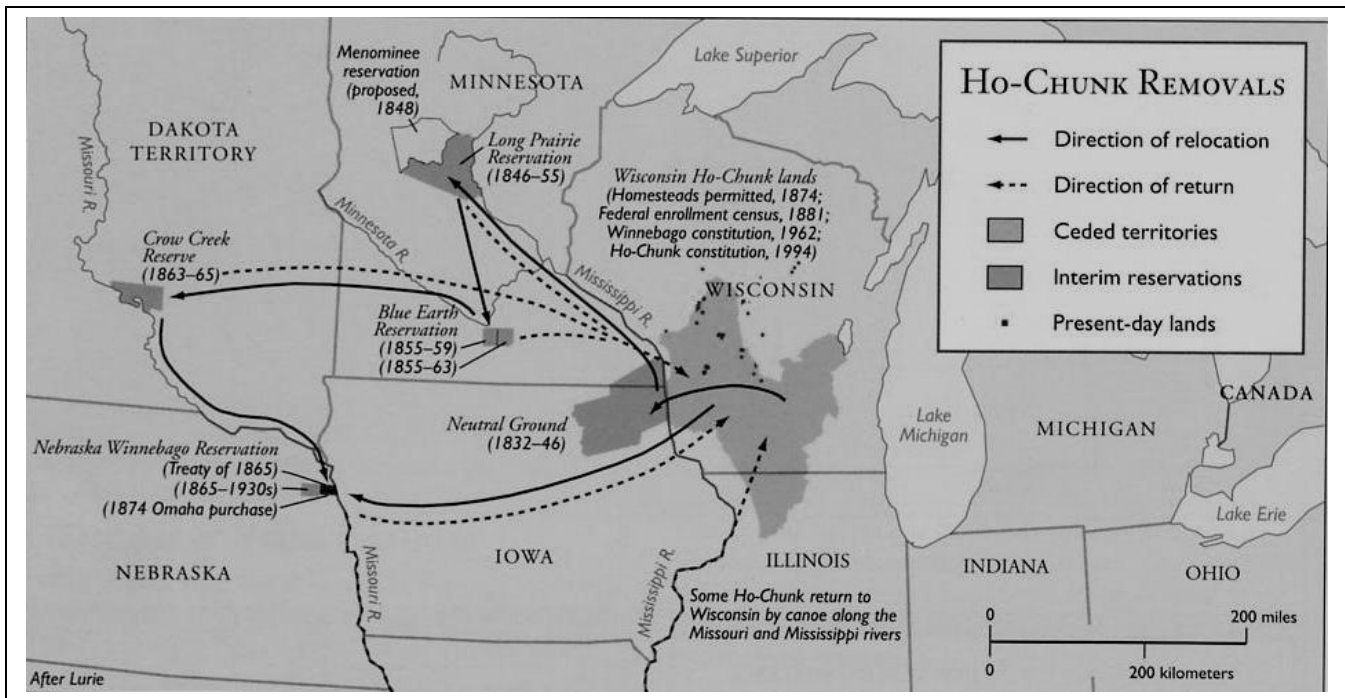 Menominee
reservation
(proposed,
1848)
MINNESOTA
Lake Superior
DAKOTA
TERRITORY
Missouri R.
Long Prairie
Reservation
(1846–55)
Wisconsin Ho-Chunk lands
(Homesteads permitted, 1874;
Federal enrollment census, 1881;
Winnebago constitution, 1962;
Ho-Chunk constitution, 1994)
Minnesota R.
Crow Creek
Reserve
(1863–65)
Mississippi R.
WISCONSIN
Blue Earth
Reservation
(1855–59)
(1855–63)
Neutral Ground
(1832–46)
Lake
Michigan
MICHIGAN
CANADA
Nebraska Winnebago Reservation
(Treaty of 1865)
(1865–1930s)
(1874 Omaha purchase)
Lake Erie
NEBRASKA
Missouri R.
IOWA
Mississippi R.
ILLINOIS
INDIANA
OHIO
Some Ho-Chunk return to
Wisconsin by canoe along the
Missouri and Mississippi rivers
After Lurie
HO-CHUNK REMOVALS
Direction of relocation
Direction of return
Ceded territories
Interim reservations
Present-day lands
0
200 miles
0
200 kilometers